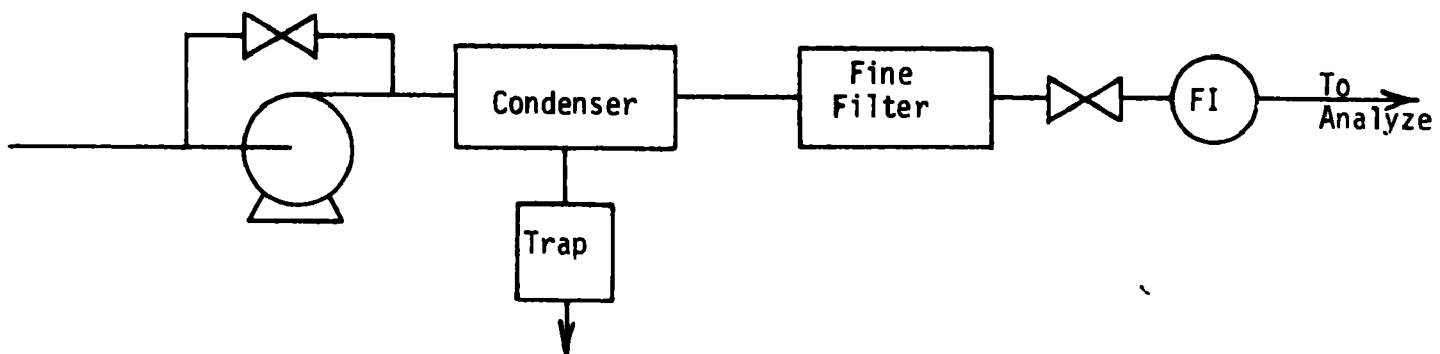 Condenser
Fine
Filter
FI
To
Analyze
Trap